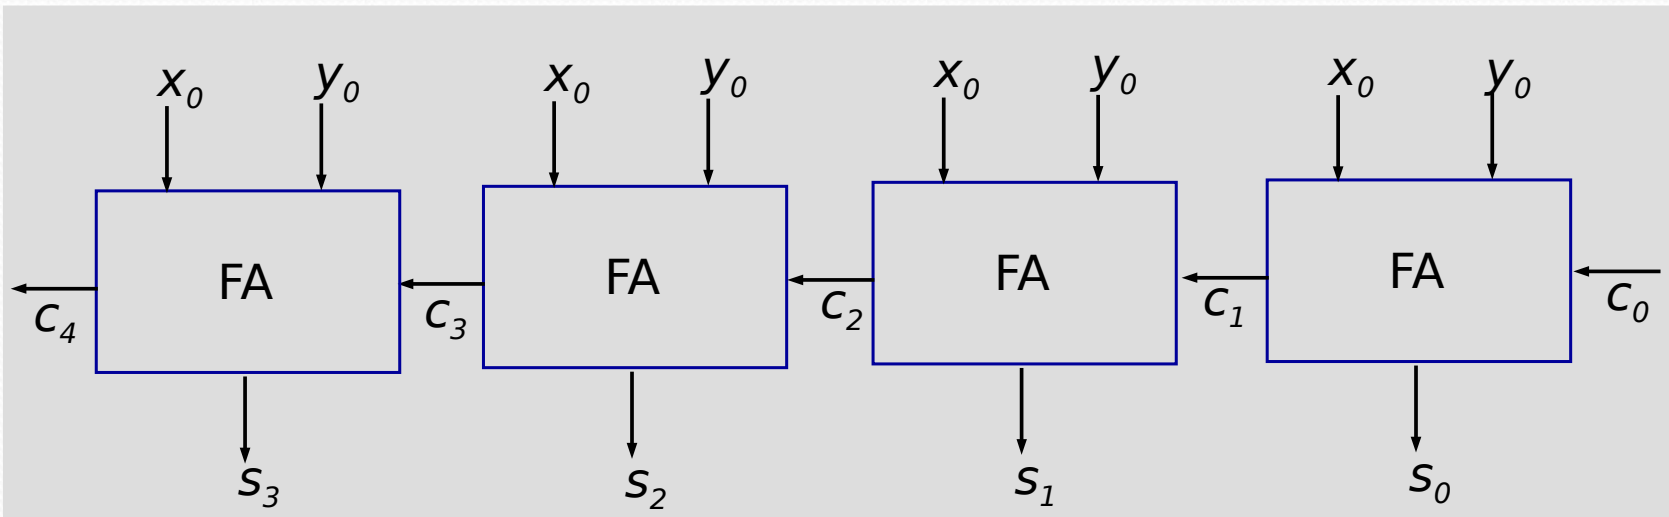 x₀ y₀ x₀ y₀ x₀ y₀ x₀ y₀
FA FA FA FA
c₄ c₃ c₂ c₁ c₀
s₃ s₂ s₁ s₀